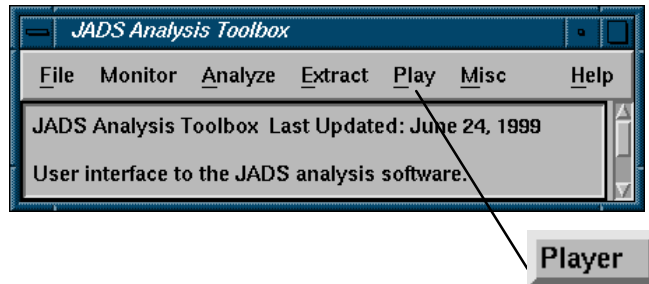 JADS Analysis Toolbox
File Monitor Analyze Extract Play Misc Help
JADS Analysis Toolbox Last Updated: June 24, 1999
User interface to the JADS analysis software.
Player